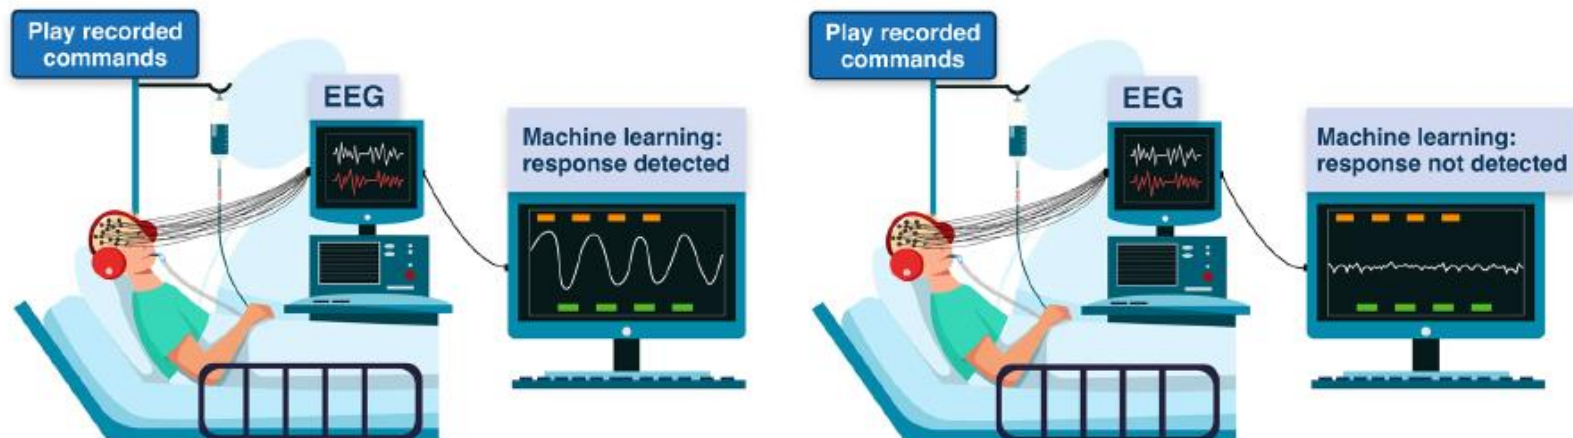 Play recorded
commands
EEG
Machine learning:
response detected
Play recorded
commands
EEG
Machine learning:
response not detected